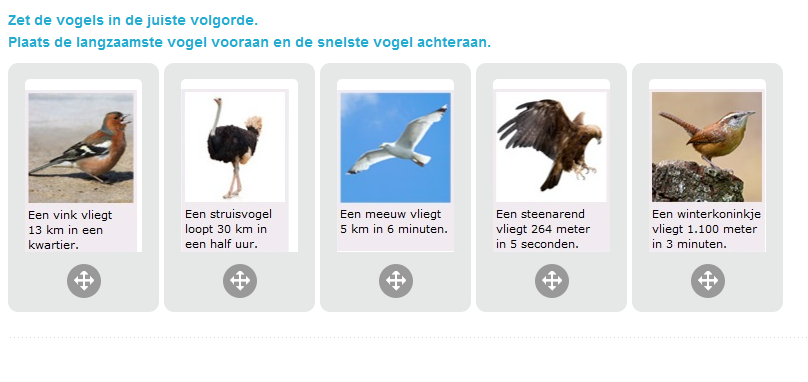 Zet de vogels in de juiste volgorde.
Plaats de langzaamste vogel vooraan en de snelste vogel achteraan.
Een vink vliegt
13 km in een
kwartier.
Een struisvogel
loopt 30 km in
een half uur.
Een meeuw vliegt
5 km in 6 minuten.
Een steenarend
vliegt 264 meter
in 5 seconden.
Een winterkoninkje
vliegt 1.100 meter
in 3 minuten.